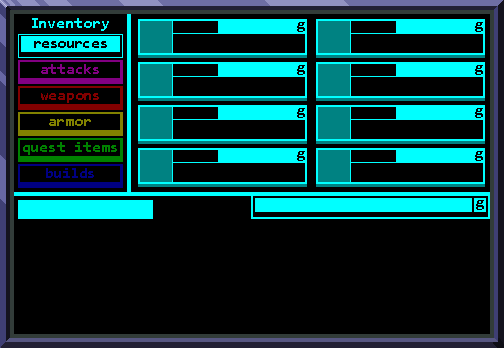 Inventory
resources
attacks
weapons
armor
quest items
builds
g g
g g
g g
g g
g